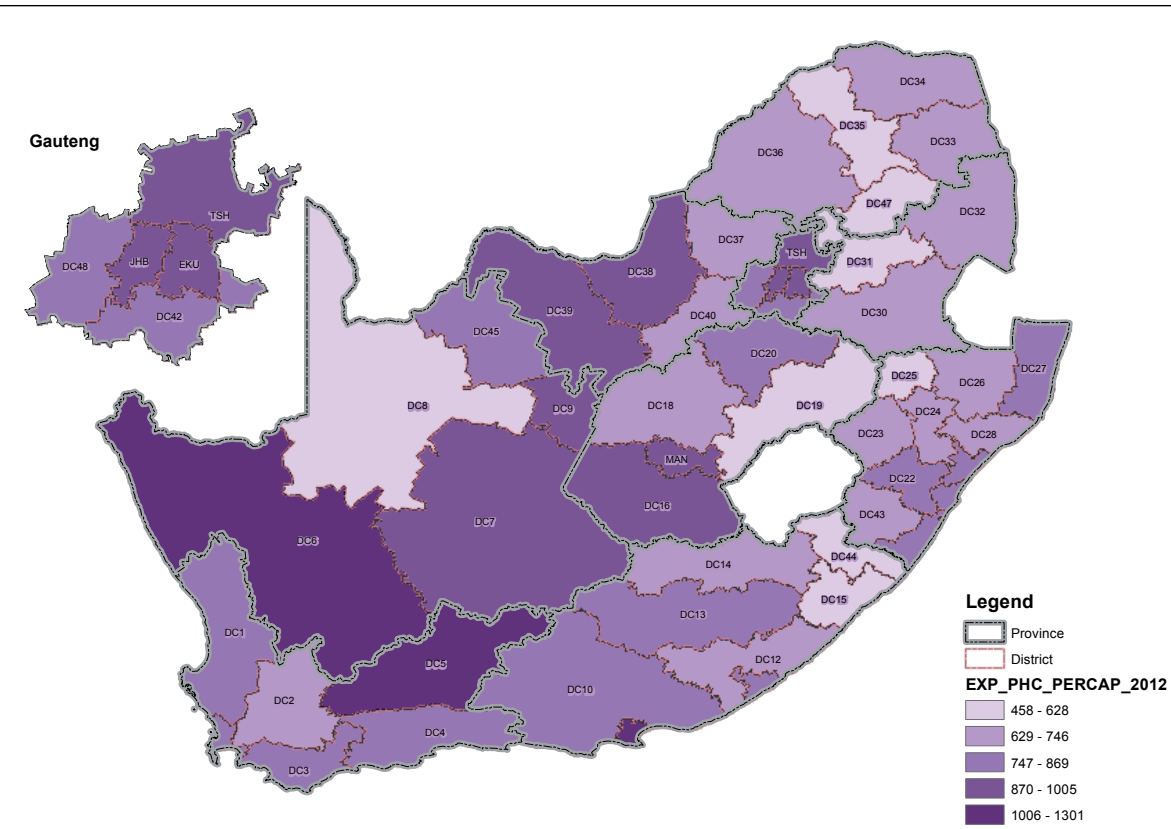 Gauteng
TSH
DC48
JHB
EKU
DC42
DC34
DC35
DC36
DC33
DC47
DC32
DC37
TSH
DC31
DC38
DC39
DC40
DC30
DC45
DC20
DC27
DC25
DC26
DC8
DC9
DC18
DC19
DC24
DC23
DC28
MAN
DC22
DC16
DC43
DC7
DC6
DC44
DC14
DC15
DC13
DC1
DC5
DC12
DC10
DC2
DC4
DC3
Legend
Province
District
EXP_PHC_PERCAP_2012
458 - 628
629 - 746
747 - 869
870 - 1005
1006 - 1301